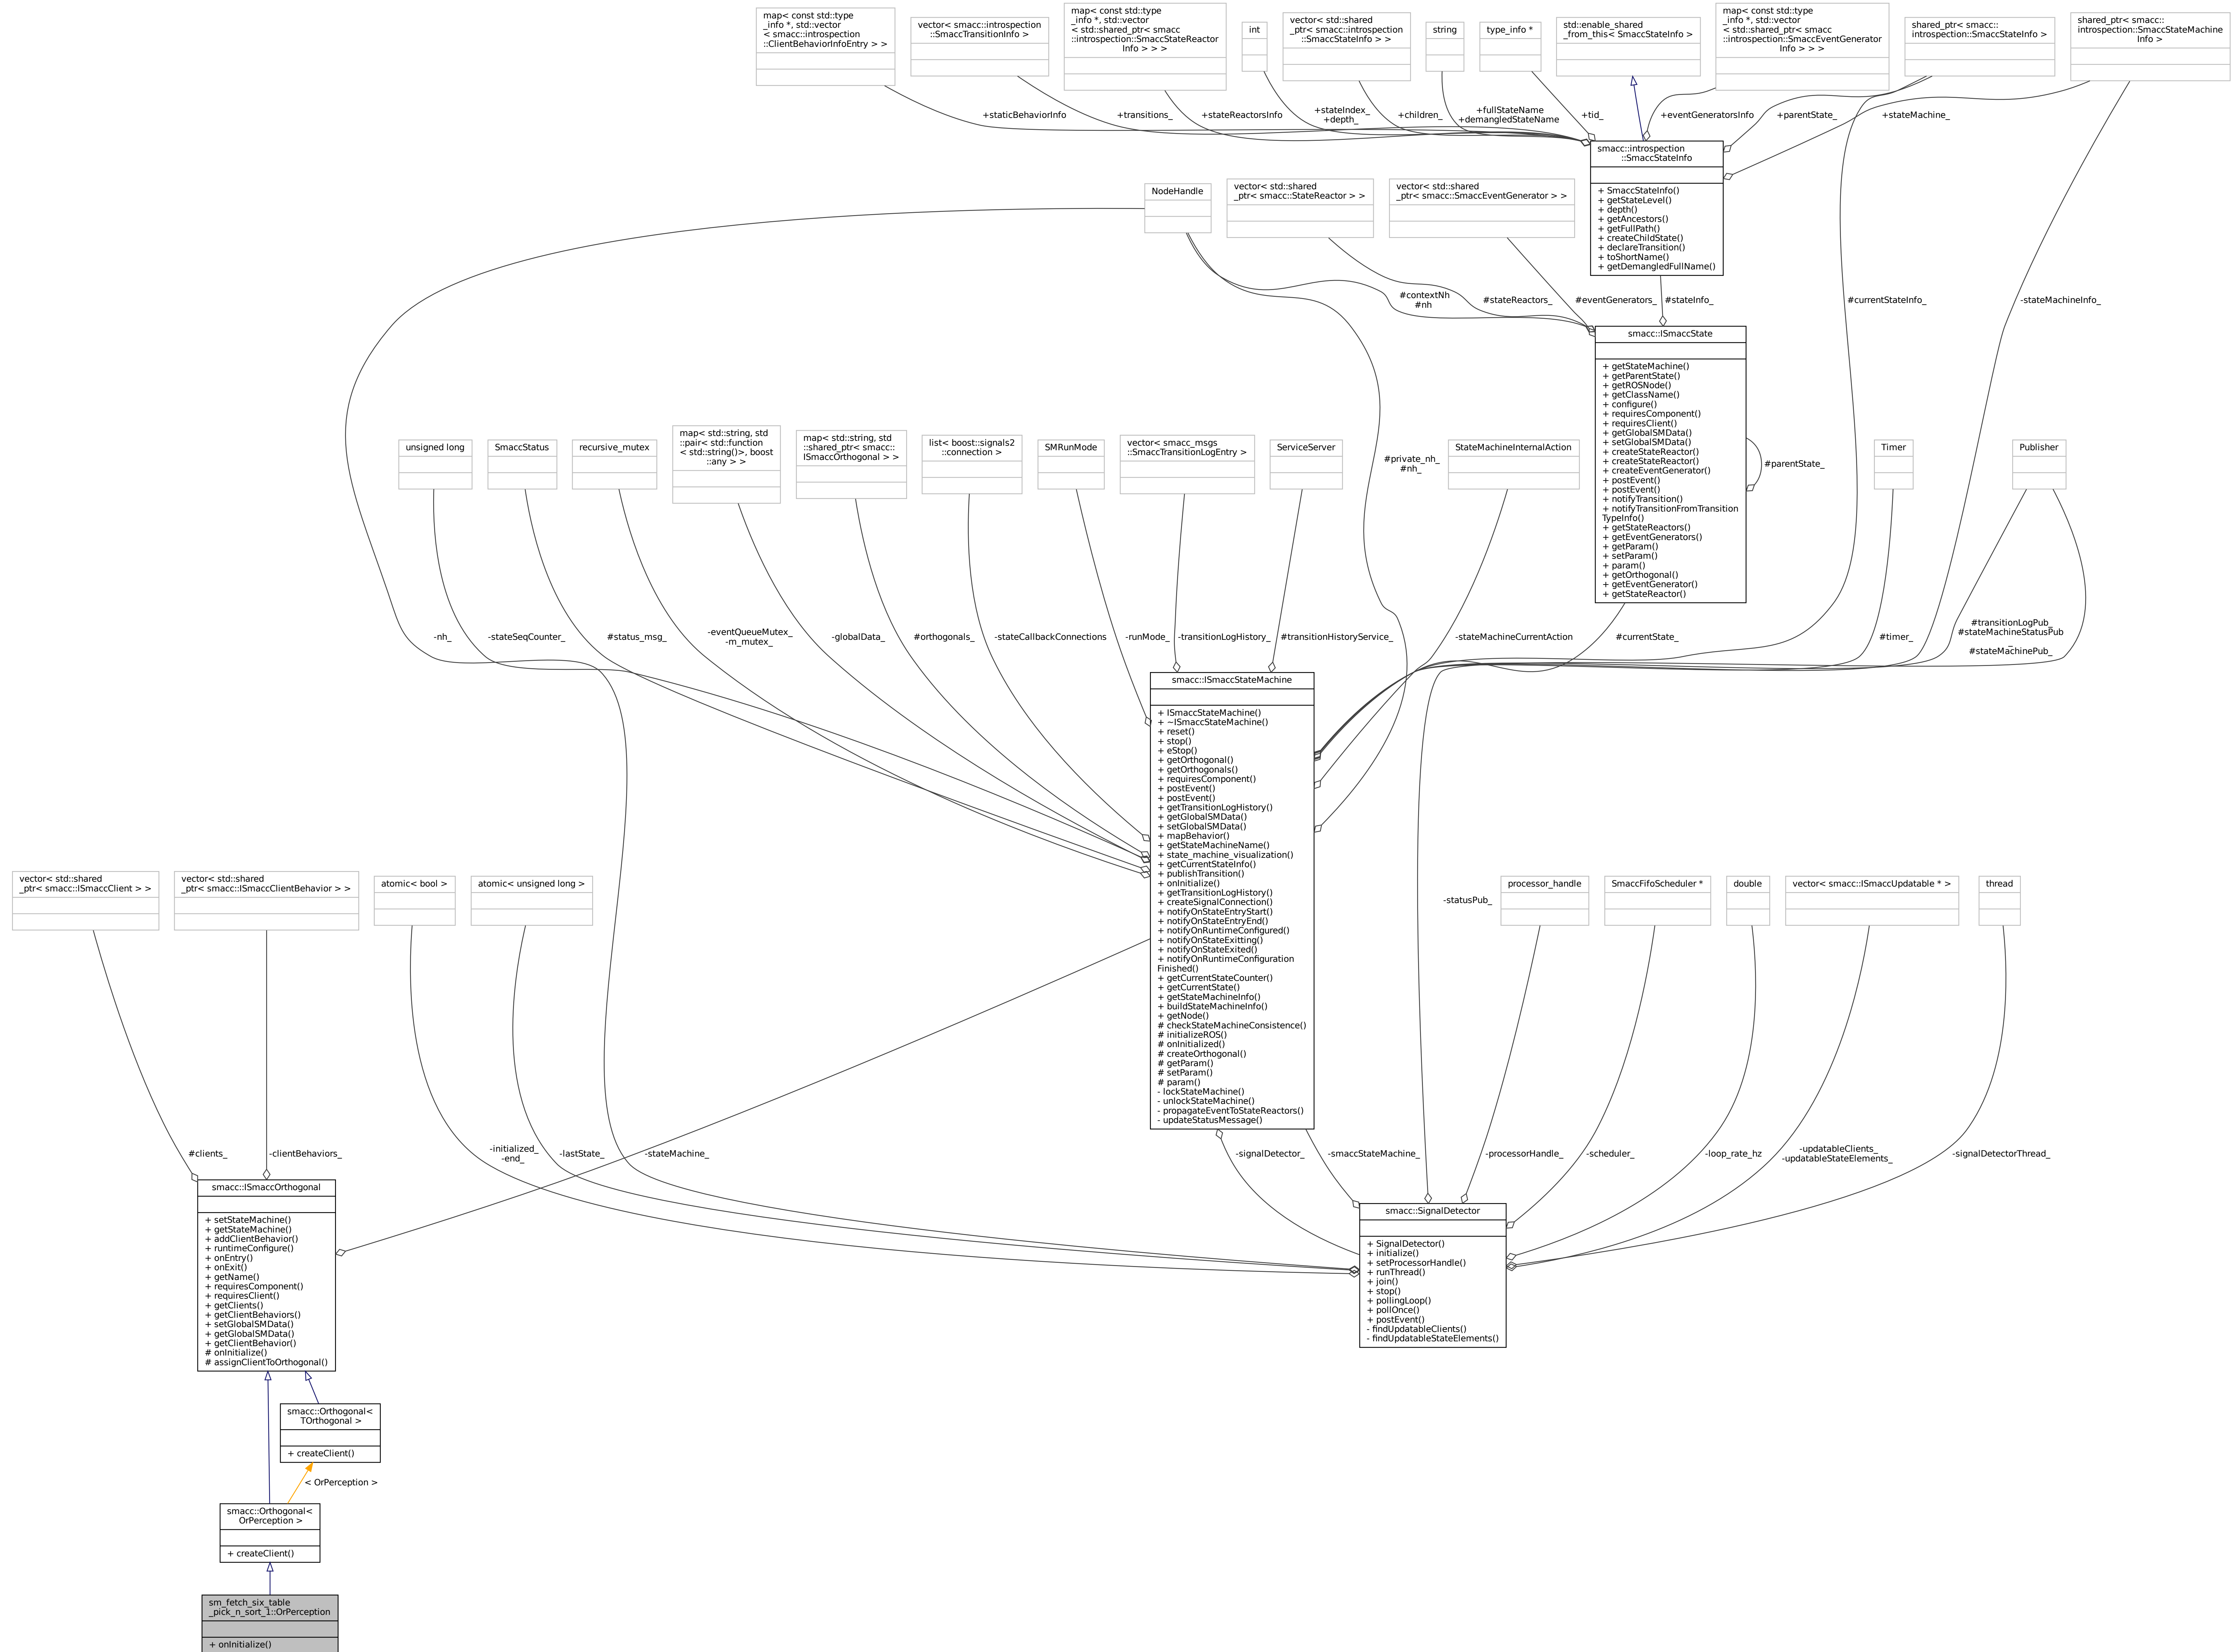 map< const std::type
_info *, std::vector
< smacc::introspection
::ClientBehaviorInfoEntry > >
vector< smacc::introspection
::SmaccTransitionInfo >
map< const std::type
_info *, std::vector
< std::shared_ptr< smacc
::introspection::SmaccStateReactor
Info > > >
int
vector< std::shared
_ptr< smacc::introspection
::SmaccStateInfo > >
string
type_info *
std::enable_shared
_from_this< SmaccStateInfo >
map< const std::type
_info *, std::vector
< std::shared_ptr< smacc
::introspection::SmaccEventGenerator
Info > > >
shared_ptr< smacc::
introspection::SmaccStateInfo >
shared_ptr< smacc::
introspection::SmaccStateMachine
Info >
+staticBehaviorInfo
+transitions_
+stateReactorsInfo
+stateIndex_
+depth_
+children_
+fullStateName
+demangledStateName
+tid_
+eventGeneratorsInfo
+parentState_
+stateMachine_
smacc::introspection
::SmaccStateInfo
+ SmaccStateInfo()
+ getStateLevel()
+ depth()
+ getAncestors()
+ getFullPath()
+ createChildState()
+ declareTransition()
+ toShortName()
+ getDemangledFullName()
NodeHandle
vector< std::shared
_ptr< smacc::StateReactor > >
vector< std::shared
_ptr< smacc::SmaccEventGenerator > >
#contextNh
#nh
#stateReactors_
#eventGenerators_
#stateInfo_
#currentStateInfo_
-stateMachineInfo_
smacc::ISmaccState
+ getStateMachine()
+ getParentState()
+ getROSNode()
+ getClassName()
+ configure()
+ requiresComponent()
+ requiresClient()
+ getGlobalSMData()
+ setGlobalSMData()
+ createStateReactor()
+ createStateReactor()
+ createEventGenerator()
+ postEvent()
+ postEvent()
+ notifyTransition()
+ notifyTransitionFromTransition
TypeInfo()
+ getStateReactors()
+ getEventGenerators()
+ getParam()
+ setParam()
+ param()
+ getOrthogonal()
+ getEventGenerator()
+ getStateReactor()
#parentState_
unsigned long
SmaccStatus
recursive_mutex
map< std::string, std
::pair< std::function
< std::string()>, boost
::any > >
map< std::string, std
::shared_ptr< smacc::
ISmaccOrthogonal > >
list< boost::signals2
::connection >
SMRunMode
vector< smacc_msgs
::SmaccTransitionLogEntry >
ServiceServer
#private_nh_
#nh_
StateMachineInternalAction
Timer
Publisher
-nh_
-stateSeqCounter_
#status_msg_
-eventQueueMutex_
-m_mutex_
-globalData_
#orthogonals_
-stateCallbackConnections
-runMode_
-transitionLogHistory_
#transitionHistoryService_
-stateMachineCurrentAction
#currentState_
#timer_
#transitionLogPub_
#stateMachineStatusPub
_
#stateMachinePub_
smacc::ISmaccStateMachine
+ ISmaccStateMachine()
+ ~ISmaccStateMachine()
+ reset()
+ stop()
+ eStop()
+ getOrthogonal()
+ getOrthogonals()
+ requiresComponent()
+ postEvent()
+ postEvent()
+ getTransitionLogHistory()
+ getGlobalSMData()
+ setGlobalSMData()
+ mapBehavior()
+ getStateMachineName()
+ state_machine_visualization()
+ getCurrentStateInfo()
+ publishTransition()
+ onInitialize()
+ getTransitionLogHistory()
+ createSignalConnection()
+ notifyOnStateEntryStart()
+ notifyOnStateEntryEnd()
+ notifyOnRuntimeConfigured()
+ notifyOnStateExitting()
+ notifyOnStateExited()
+ notifyOnRuntimeConfiguration
Finished()
+ getCurrentStateCounter()
+ getCurrentState()
+ getStateMachineInfo()
+ buildStateMachineInfo()
+ getNode()
# checkStateMachineConsistence()
# initializeROS()
# onInitialized()
# createOrthogonal()
# getParam()
# setParam()
# param()
- lockStateMachine()
- unlockStateMachine()
- propagateEventToStateReactors()
- updateStatusMessage()
vector< std::shared
_ptr< smacc::ISmaccClient > >
vector< std::shared
_ptr< smacc::ISmaccClientBehavior > >
atomic< bool >
atomic< unsigned long >
-statusPub_
processor_handle
SmaccFifoScheduler *
double
vector< smacc::ISmaccUpdatable * >
thread
#clients_
-clientBehaviors_
-initialized_
-end_
-lastState_
-stateMachine_
-signalDetector_
-smaccStateMachine_
-processorHandle_
-scheduler_
-loop_rate_hz
-updatableClients_
-updatableStateElements_
-signalDetectorThread_
smacc::ISmaccOrthogonal
+ setStateMachine()
+ getStateMachine()
+ addClientBehavior()
+ runtimeConfigure()
+ onEntry()
+ onExit()
+ getName()
+ requiresComponent()
+ requiresClient()
+ getClients()
+ getClientBehaviors()
+ setGlobalSMData()
+ getGlobalSMData()
+ getClientBehavior()
# onInitialize()
# assignClientToOrthogonal()
smacc::SignalDetector
+ SignalDetector()
+ initialize()
+ setProcessorHandle()
+ runThread()
+ join()
+ stop()
+ pollingLoop()
+ pollOnce()
+ postEvent()
- findUpdatableClients()
- findUpdatableStateElements()
smacc::Orthogonal<
TOrthogonal >
+ createClient()
< OrPerception >
smacc::Orthogonal<
OrPerception >
+ createClient()
sm_fetch_six_table
_pick_n_sort_1::OrPerception
+ onInitialize()